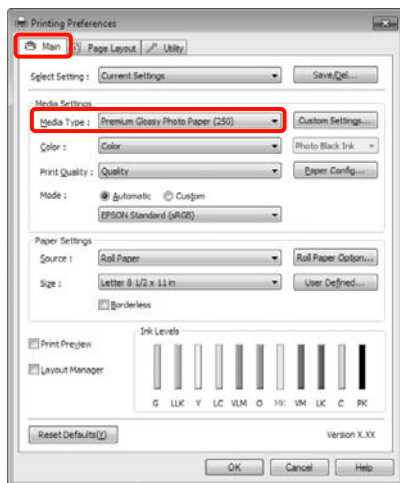 Printing Preferences
Main Page Layout Utility
Select Setting : Current Settings Save/Del...
Media Settings
Media Type : Premium Glossy Photo Paper (250) Custom Settings...
Color : Color Photo Black Ink
Print Quality : Quality Paper Config...
Mode : Automatic Custom
EPSON Standard (sRGB)
Paper Settings
Source : Roll Paper Roll Paper Option...
Size : Letter 8 1/2 x 11 in User Defined...
Borderless
Ink Levels
Print Preview
Layout Manager
G LLK Y LC VLM O MK VM LK C PK
Reset Defaults(Y) Version X.XX
OK Cancel Help